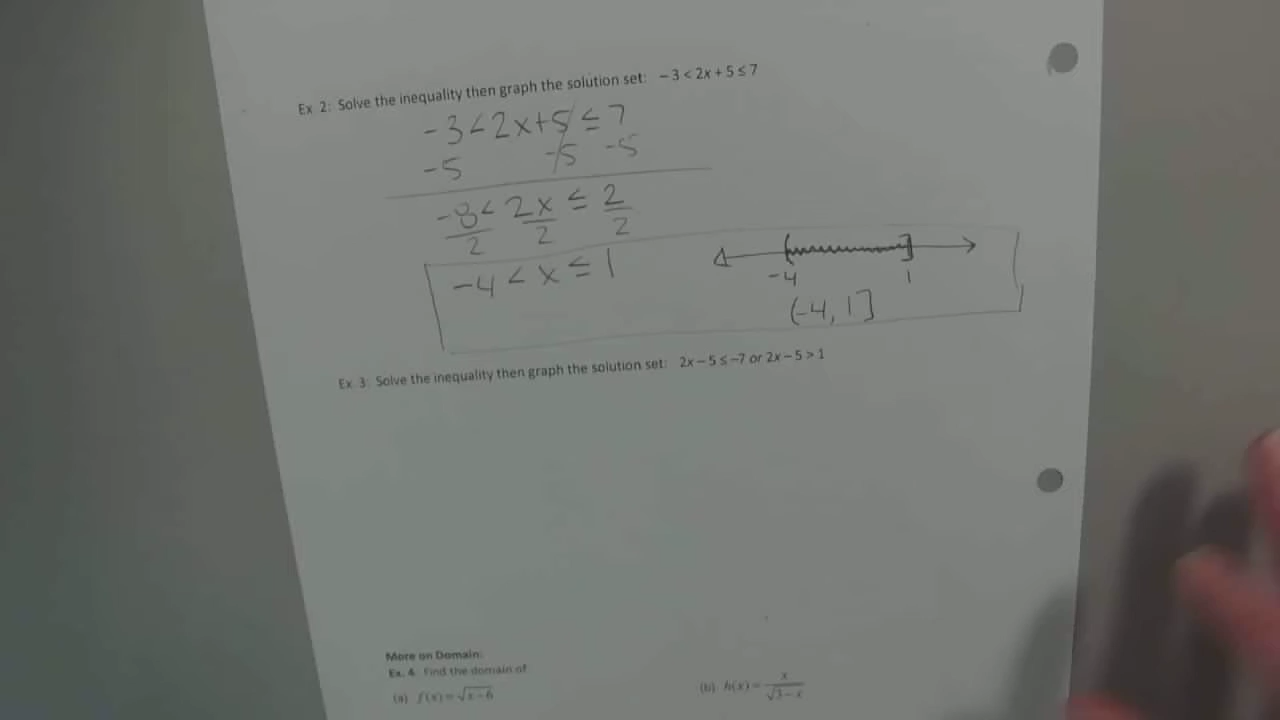 Ex. 2: Solve the inequality then graph the solution set: −3 < 2x + 5 ≤ 7
-3 < 2x+5 ≤ 7
-5 -5 -5
-8/2 < 2x/2 ≤ 2/2
-4 < x ≤ 1
-4 1
(-4, 1]
Ex. 3: Solve the inequality then graph the solution set: 2x − 5 ≤ −7 or 2x − 5 > 1
More on Domain:
Ex. 4: Find the domain of
(a) f(x) = √x−6 (b) h(x) = x/√3−x